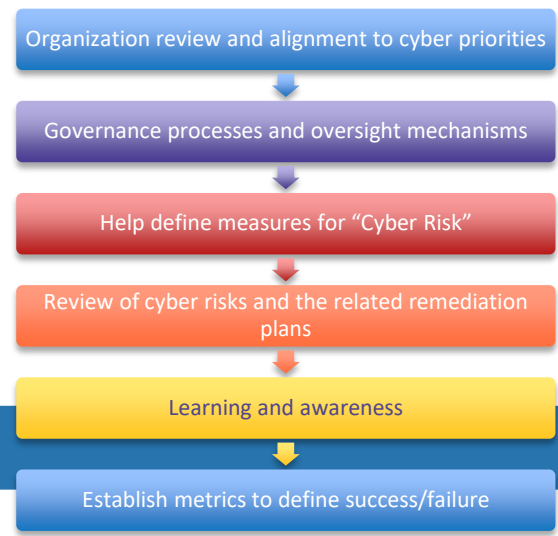 Organization review and alignment to cyber priorities
Governance processes and oversight mechanisms
Help define measures for “Cyber Risk”
Review of cyber risks and the related remediation
plans
Learning and awareness
Establish metrics to define success/failure